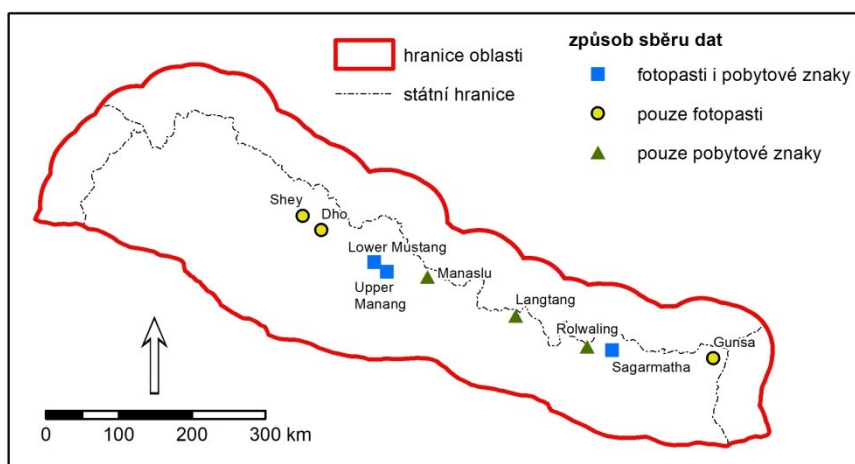 hranice oblasti
státní hranice
způsob sběru dat
fotopasti i pobytové znaky
pouze fotopasti
pouze pobytové znaky
Shey
Dho
Lower Mustang
Upper
Manang
Manaslu
Langtang
Rolwaling
Sagarmatha
Gunsa
0 100 200 300 km